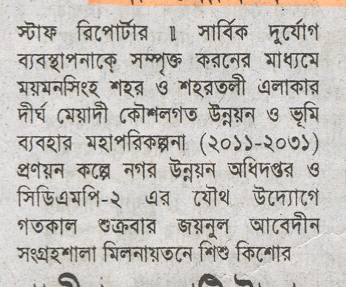 স্টাফ রিপোর্টার ॥ সার্বিক দুর্যোগ
ব্যবস্থাপনাকে সম্পৃক্ত করনের মাধ্যমে
ময়মনসিংহ শহর ও শহরতলী এলাকার
দীর্ঘ মেয়াদী কৌশলগত উন্নয়ন ও ভূমি
ব্যবহার মহাপরিকল্পনা (২০১১-২০৩১)
প্রণয়ন কল্পে নগর উন্নয়ন অধিদপ্তর ও
সিডিএমপি-২ এর যৌথ উদ্যোগে
গতকাল শুক্রবার জয়নুল আবেদীন
সংগ্রহশালা মিলনায়তনে শিশু কিশোর